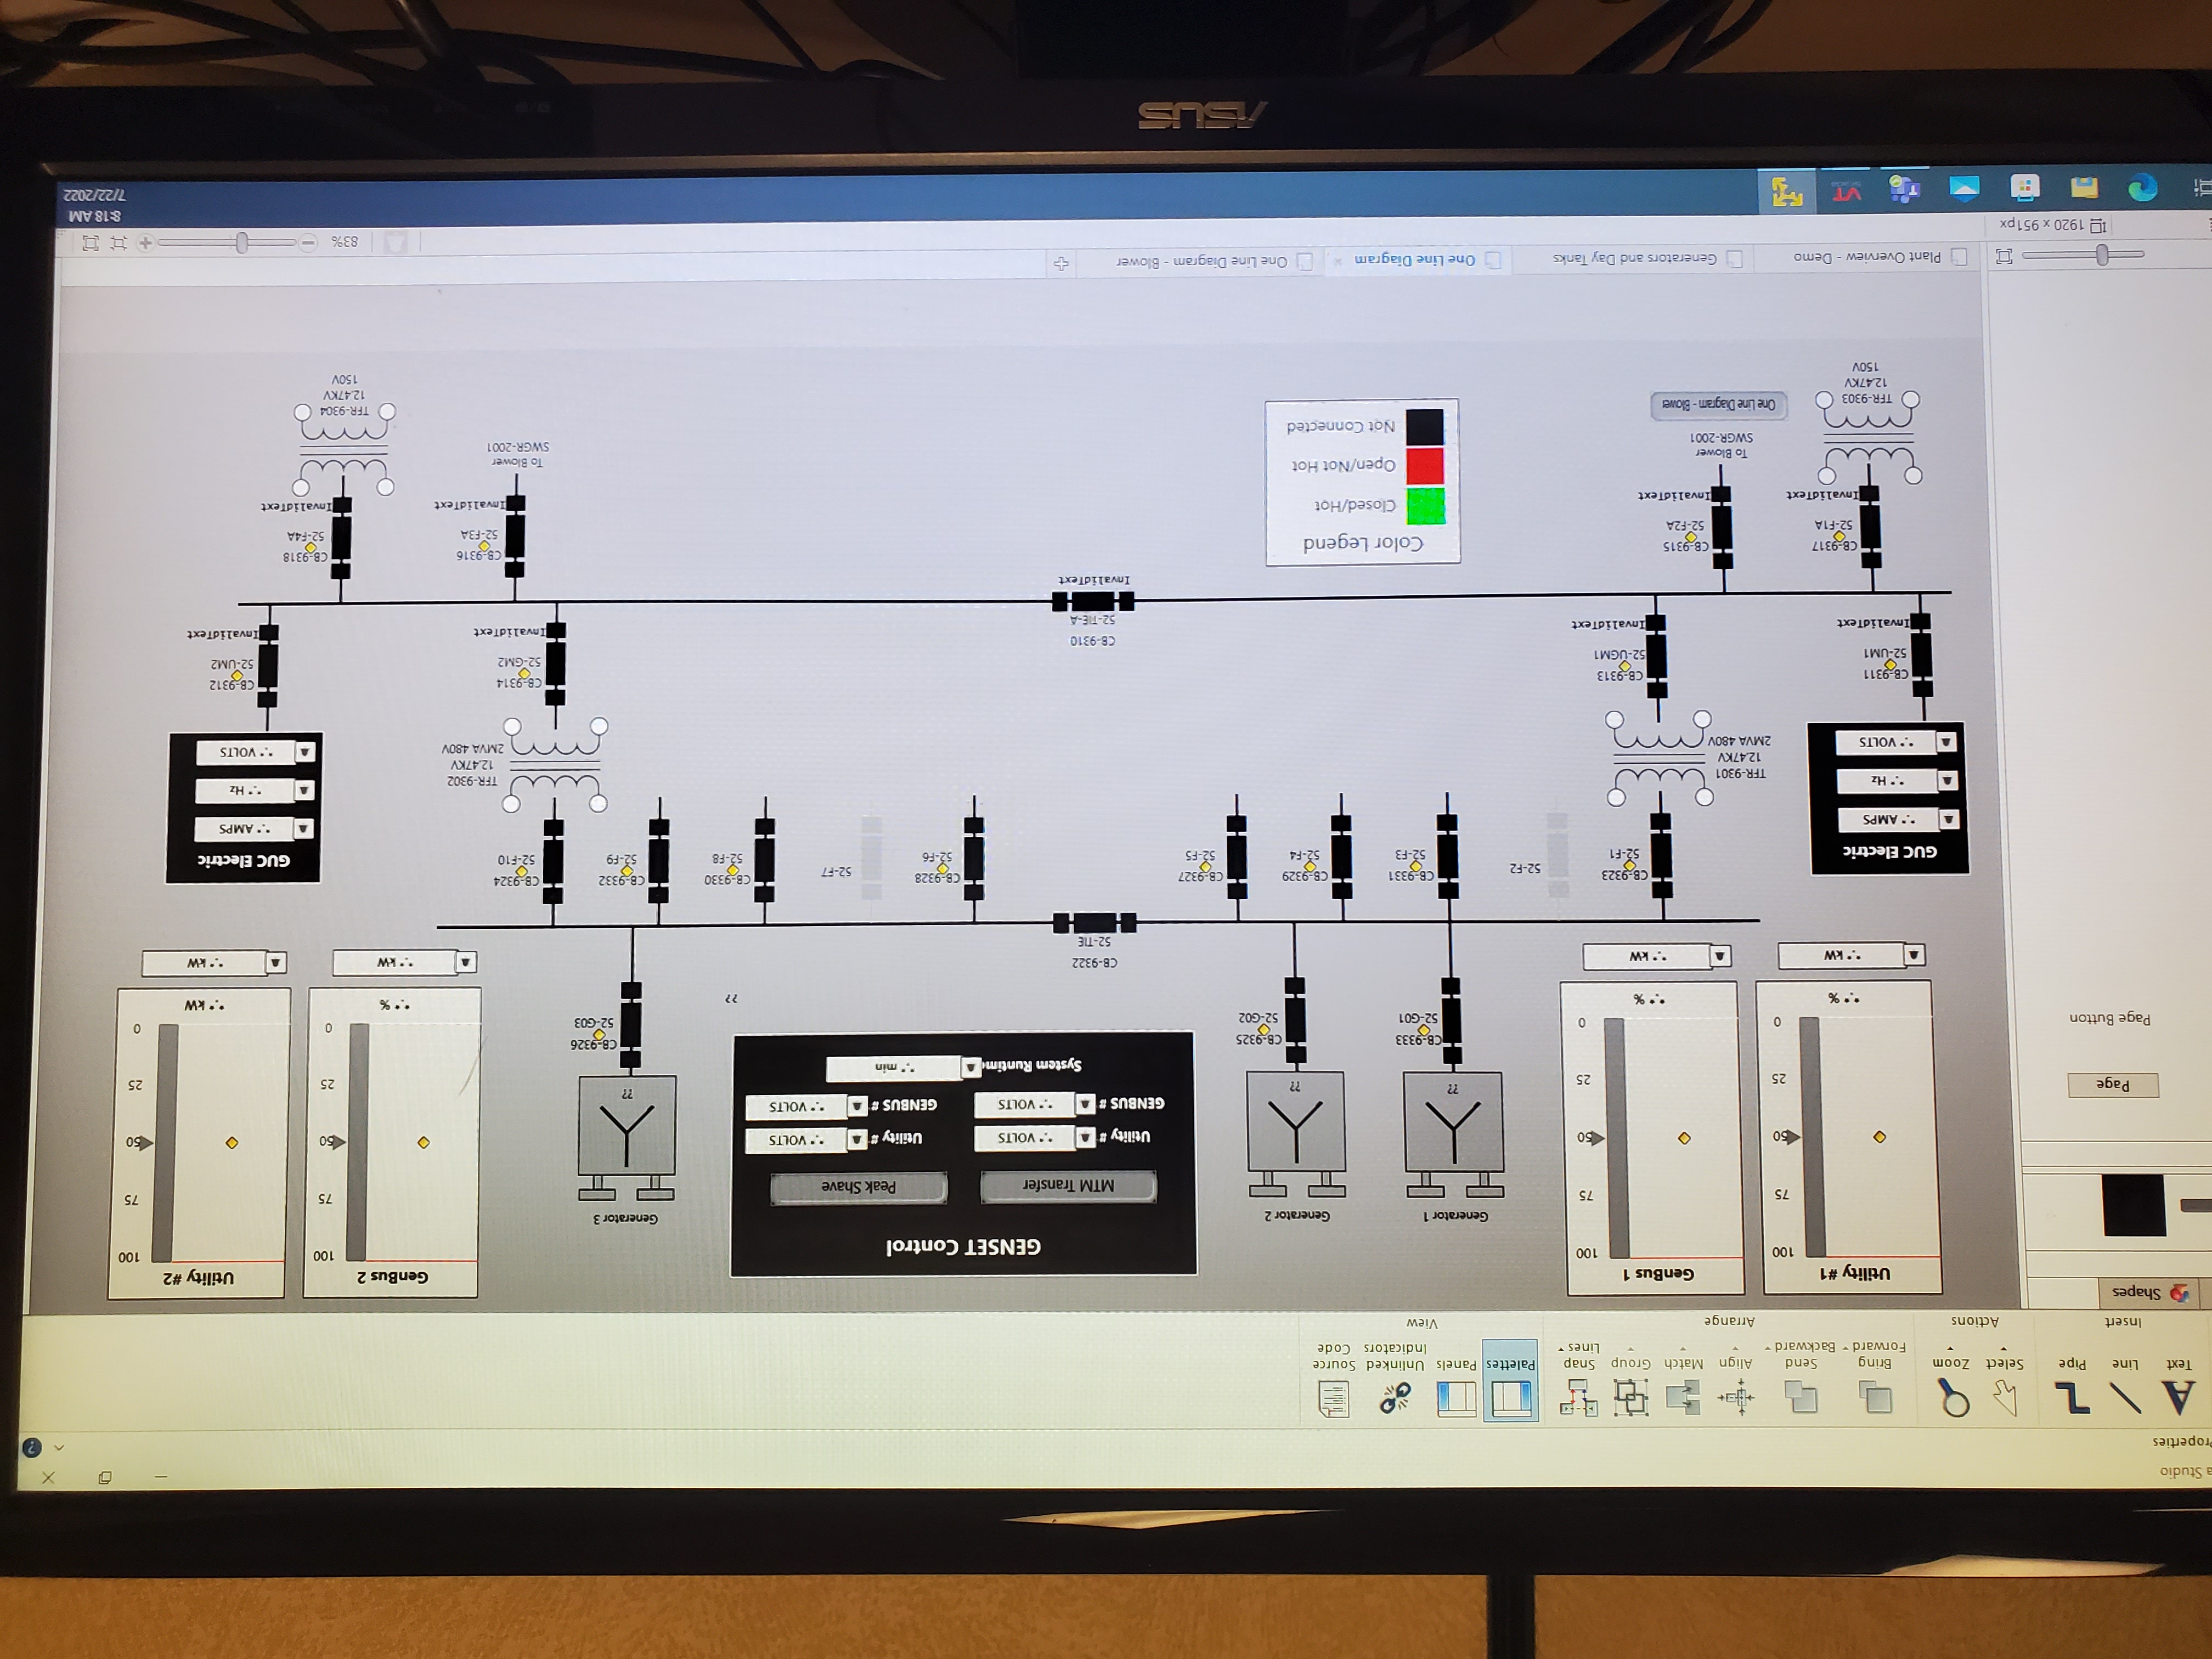 a Studio
Properties
Text
Line
Pipe
Select
Zoom
Bring
Forward
Send
Backward
Align
Match
Group
Snap
Lines
Palettes
Panels
Unlinked
Indicators
Source
Code
Insert
Actions
Arrange
View
Shapes
Page
Page Button
Utility #1
100
75
50
25
0
*.* %
*.* kW
GenBus 1
100
75
50
25
0
*.* %
*.* kW
Generator 1
??
CB-9333
52-G01
Generator 2
??
CB-9325
52-G02
GENSET Control
MTM Transfer
Peak Shave
Utility #
*.* VOLTS
Utility #
*.* VOLTS
GENBUS #
*.* VOLTS
GENBUS #
*.* VOLTS
System Runtim
*.* min
??
Generator 3
??
CB-9326
52-G03
GenBus 2
100
75
50
25
0
*.* %
*.* kW
Utility #2
100
75
50
25
0
*.* kW
*.* kW
CB-9322
52-TIE
CB-9323
52-F1
52-F2
CB-9331
52-F3
CB-9329
52-F4
CB-9327
52-F5
CB-9328
52-F6
52-F7
CB-9330
52-F8
CB-9332
52-F9
CB-9324
52-F10
GUC Electric
*.* AMPS
*.* Hz
*.* VOLTS
TFR-9301
12.47KV
2MVA 480V
TFR-9302
12.47KV
2MVA 480V
GUC Electric
*.* AMPS
*.* Hz
*.* VOLTS
CB-9311
52-UM1
InvalidText
CB-9313
52-UGM1
InvalidText
CB-9310
52-TIE-A
InvalidText
CB-9314
52-GM2
InvalidText
CB-9312
52-UM2
InvalidText
CB-9317
52-F1A
InvalidText
CB-9315
52-F2A
InvalidText
To Blower
SWGR-2001
One Line Diagram - Blower
TFR-9303
12.47KV
150V
Color Legend
Closed/Hot
Open/Not Hot
Not Connected
CB-9316
52-F3A
InvalidText
To Blower
SWGR-2001
CB-9318
52-F4A
InvalidText
TFR-9304
12.47KV
150V
Plant Overview - Demo
Generators and Day Tanks
One Line Diagram
One Line Diagram - Blower
1920 x 951px
83%
VT
8:18 AM
7/22/2022
ASUS